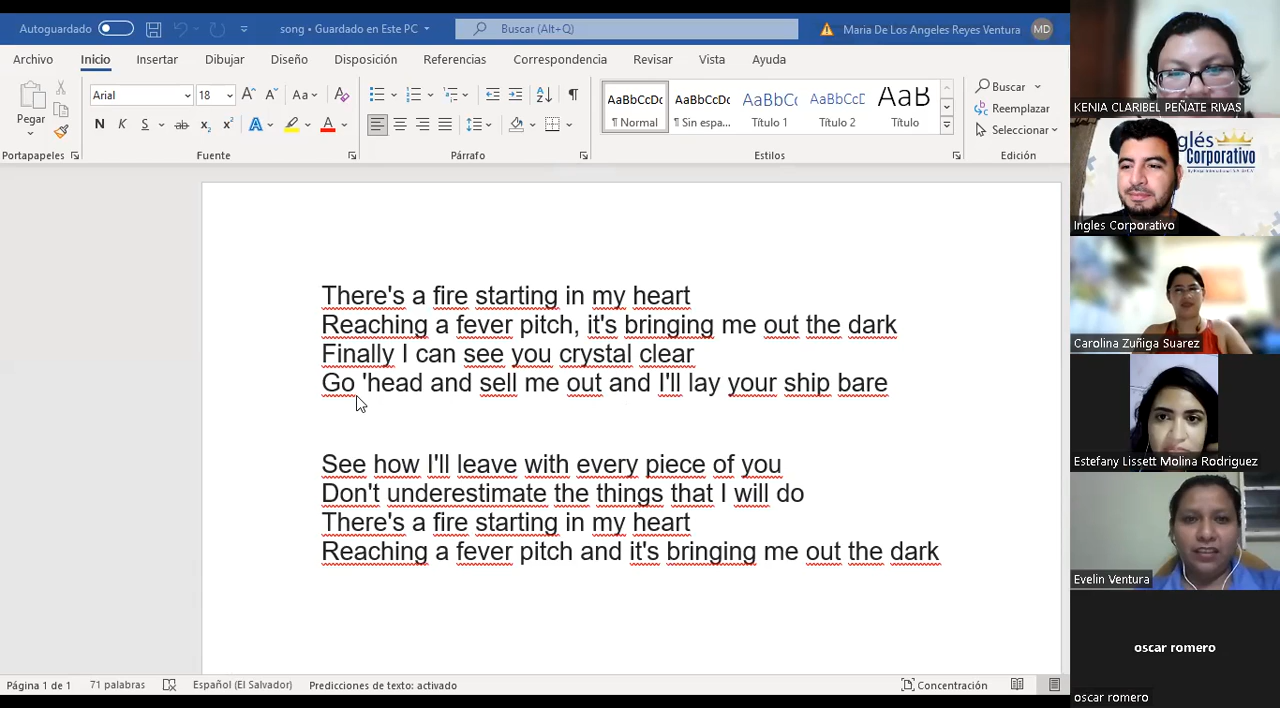 Autoguardado
song • Guardado en Este PC
Buscar (Alt+Q)
Maria De Los Angeles Reyes Ventura
MD
Archivo
Inicio
Insertar
Dibujar
Diseño
Disposición
Referencias
Correspondencia
Revisar
Vista
Ayuda
Pegar
Portapapeles
Arial
18
N K S ab x₂ x²
Fuente
Párrafo
AaBbCcDc
¶ Normal
AaBbCcDc
¶ Sin espa...
AaBbC(
Título 1
AaBbCcD
Título 2
AaB
Título
Estilos
Buscar
Reemplazar
Seleccionar
Edición
There's a fire starting in my heart
Reaching a fever pitch, it's bringing me out the dark
Finally I can see you crystal clear
Go 'head and sell me out and I'll lay your ship bare
See how I'll leave with every piece of you
Don't underestimate the things that I will do
There's a fire starting in my heart
Reaching a fever pitch and it's bringing me out the dark
Página 1 de 1
71 palabras
Español (El Salvador)
Predicciones de texto: activado
Concentración
KENIA CLARIBEL PEÑATE RIVAS
glés
Corporativo
Ingles Corporativo
Carolina Zuñiga Suarez
Estefany Lissett Molina Rodriguez
Evelin Ventura
oscar romero
oscar romero